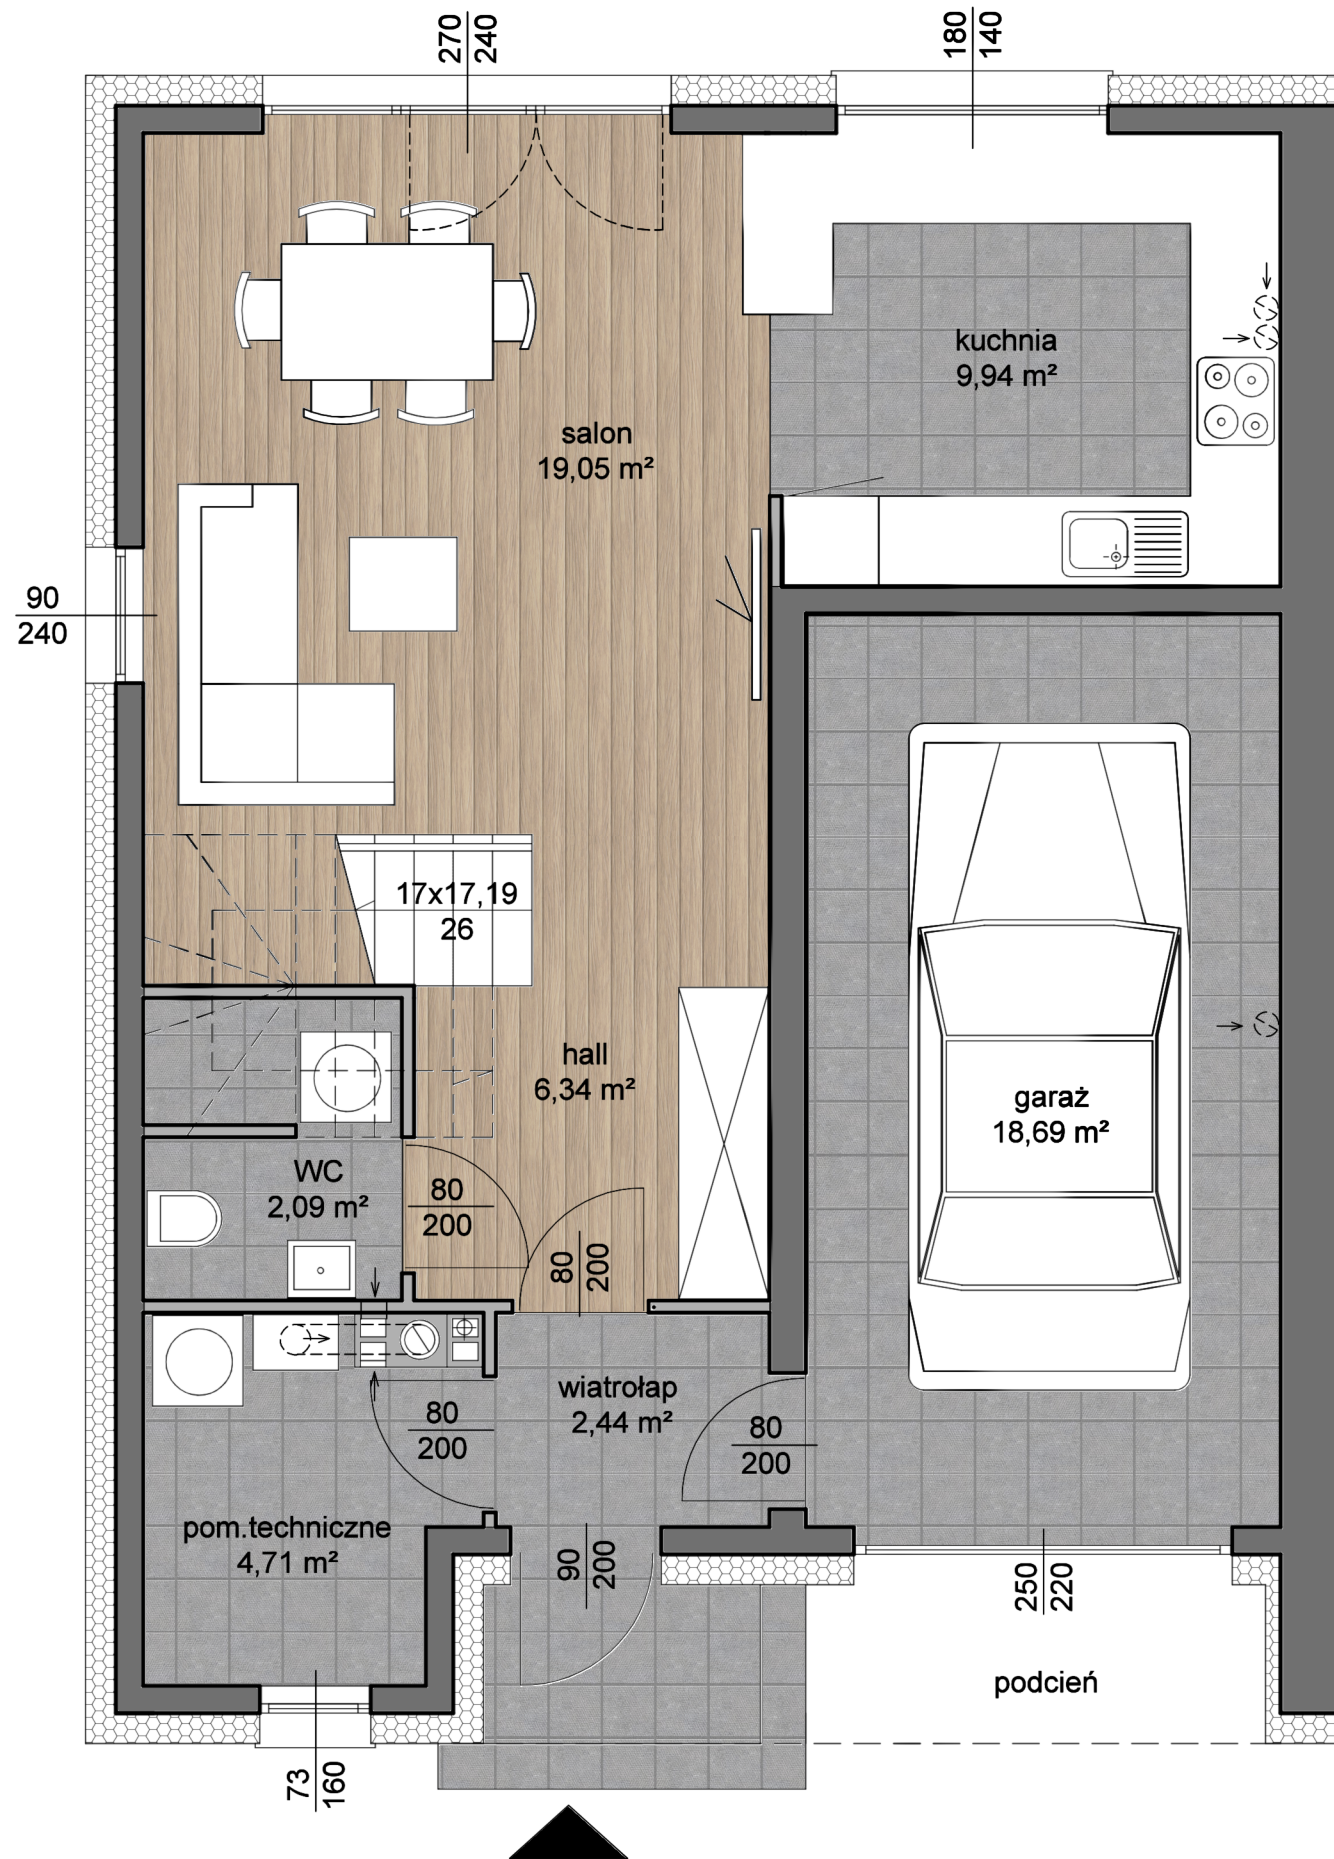 270
240
180
140
kuchnia
9,94 m²
salon
19,05 m²
90
240
17x17,19
26
hall
6,34 m²
garaż
18,69 m²
WC
2,09 m²
80
200
80
200
wiatrołap
2,44 m²
80
200
80
200
pom.techniczne
4,71 m²
90
200
250
220
podcień
73
160